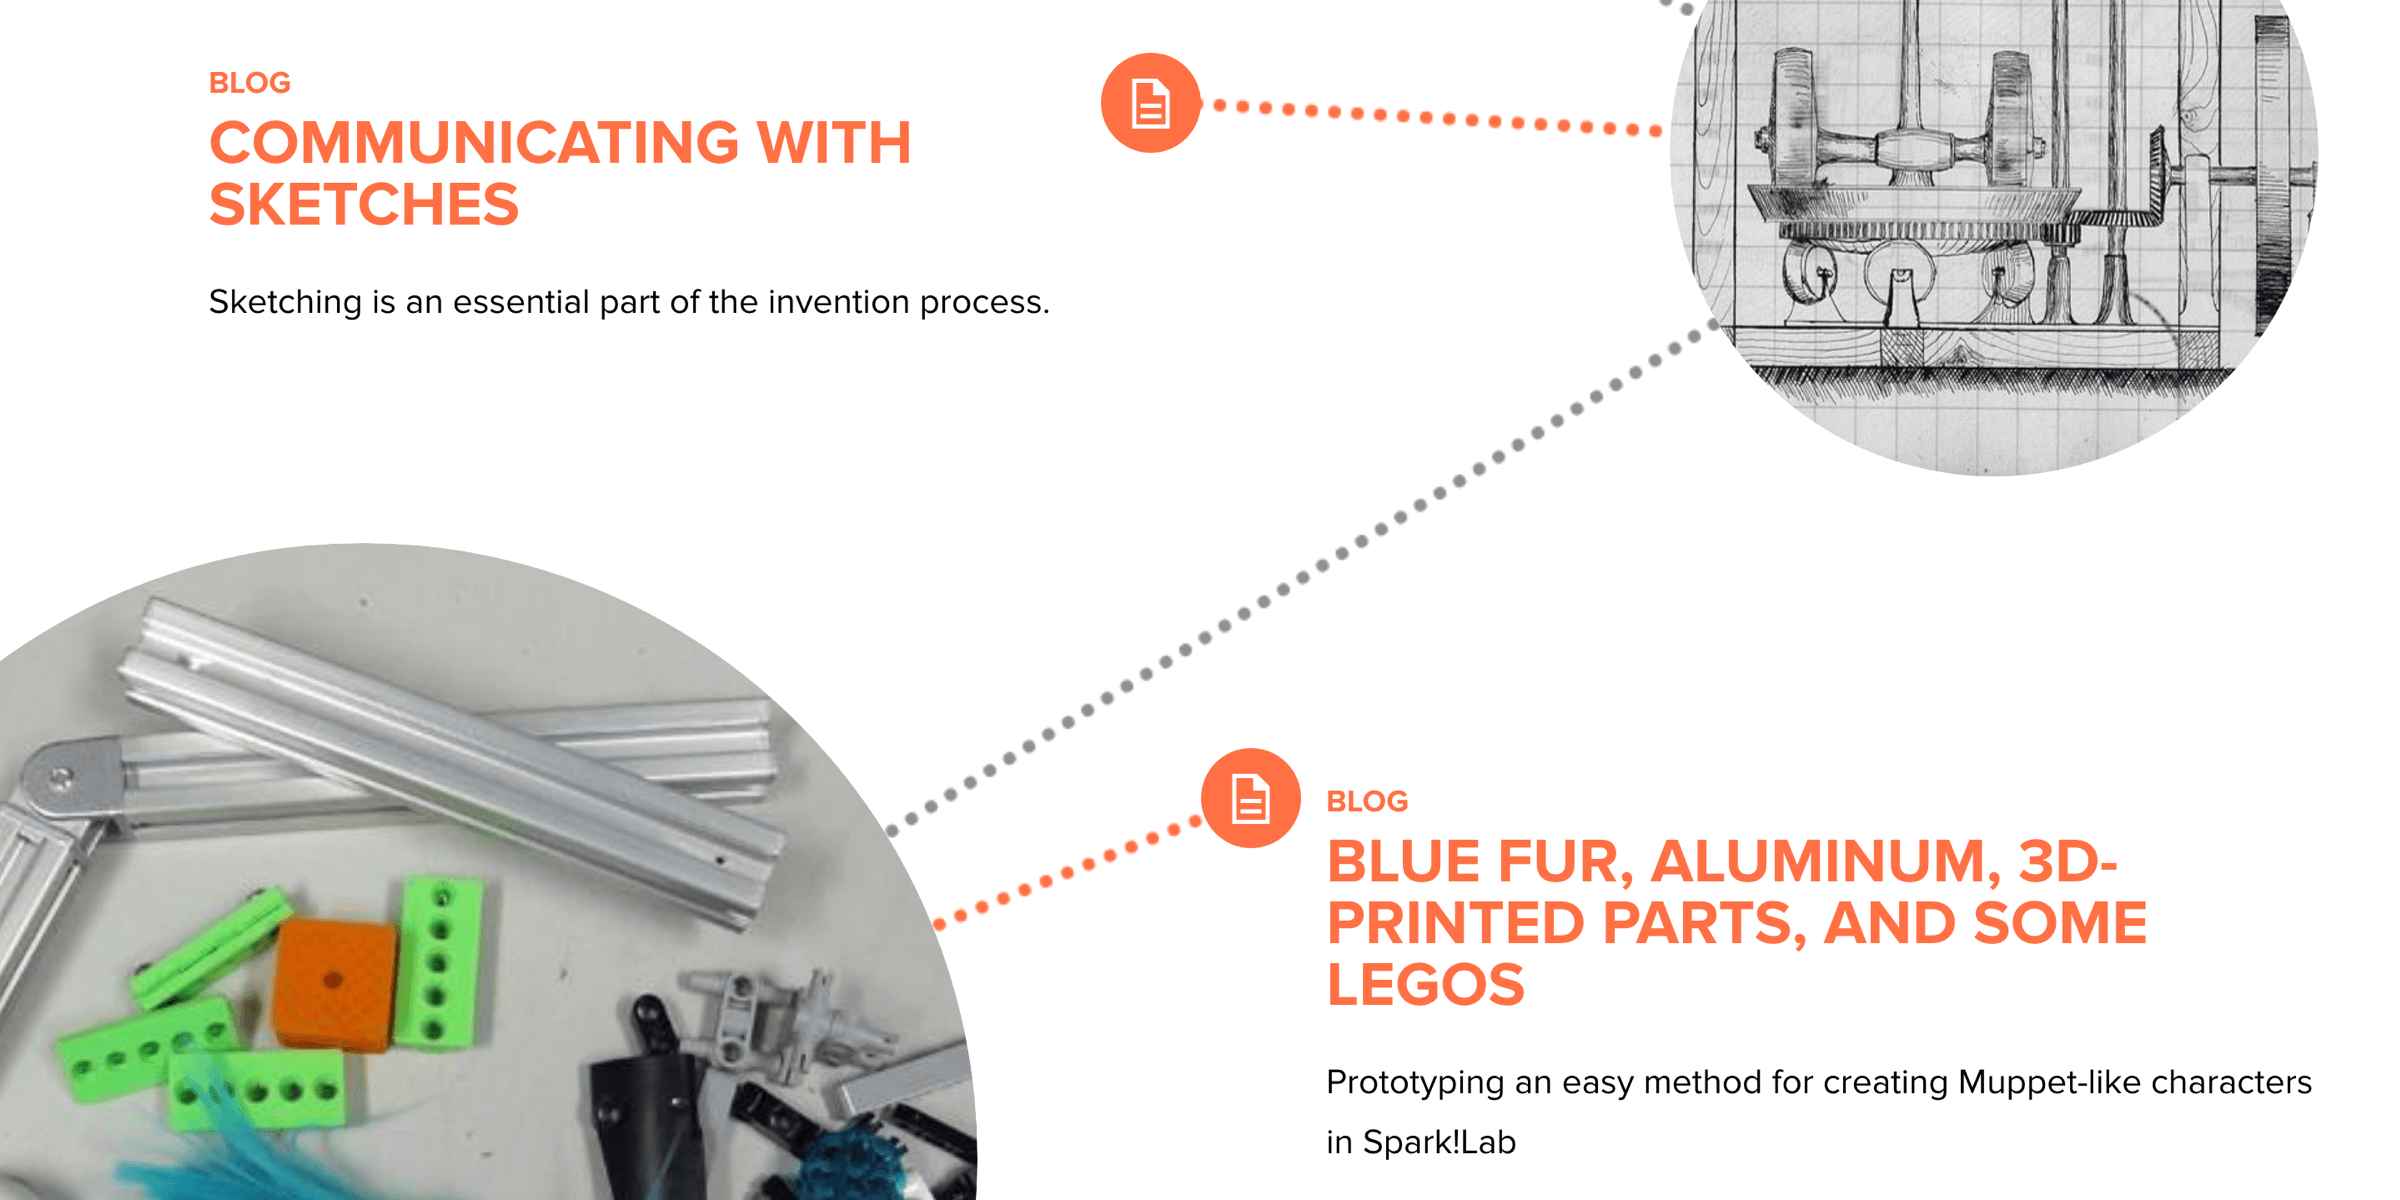 BLOG
COMMUNICATING WITH
SKETCHES
Sketching is an essential part of the invention process.
BLOG
BLUE FUR, ALUMINUM, 3D-
PRINTED PARTS, AND SOME
LEGOS
Prototyping an easy method for creating Muppet-like characters
in Spark!Lab